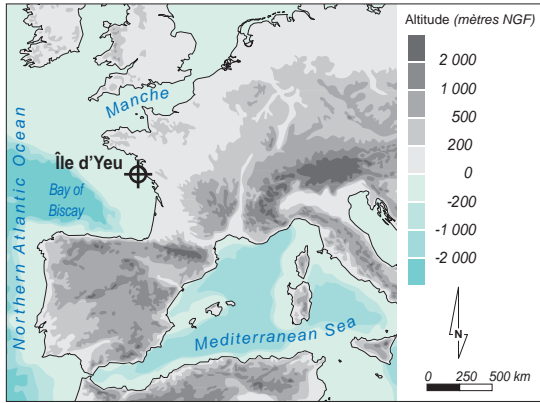 Altitude (mètres NGF)
2 000
1 000
500
200
0
-200
-1 000
-2 000
Manche
Île d'Yeu
Bay of
Biscay
Northern Atlantic Ocean
Mediterranean Sea
N
0 250 500 km